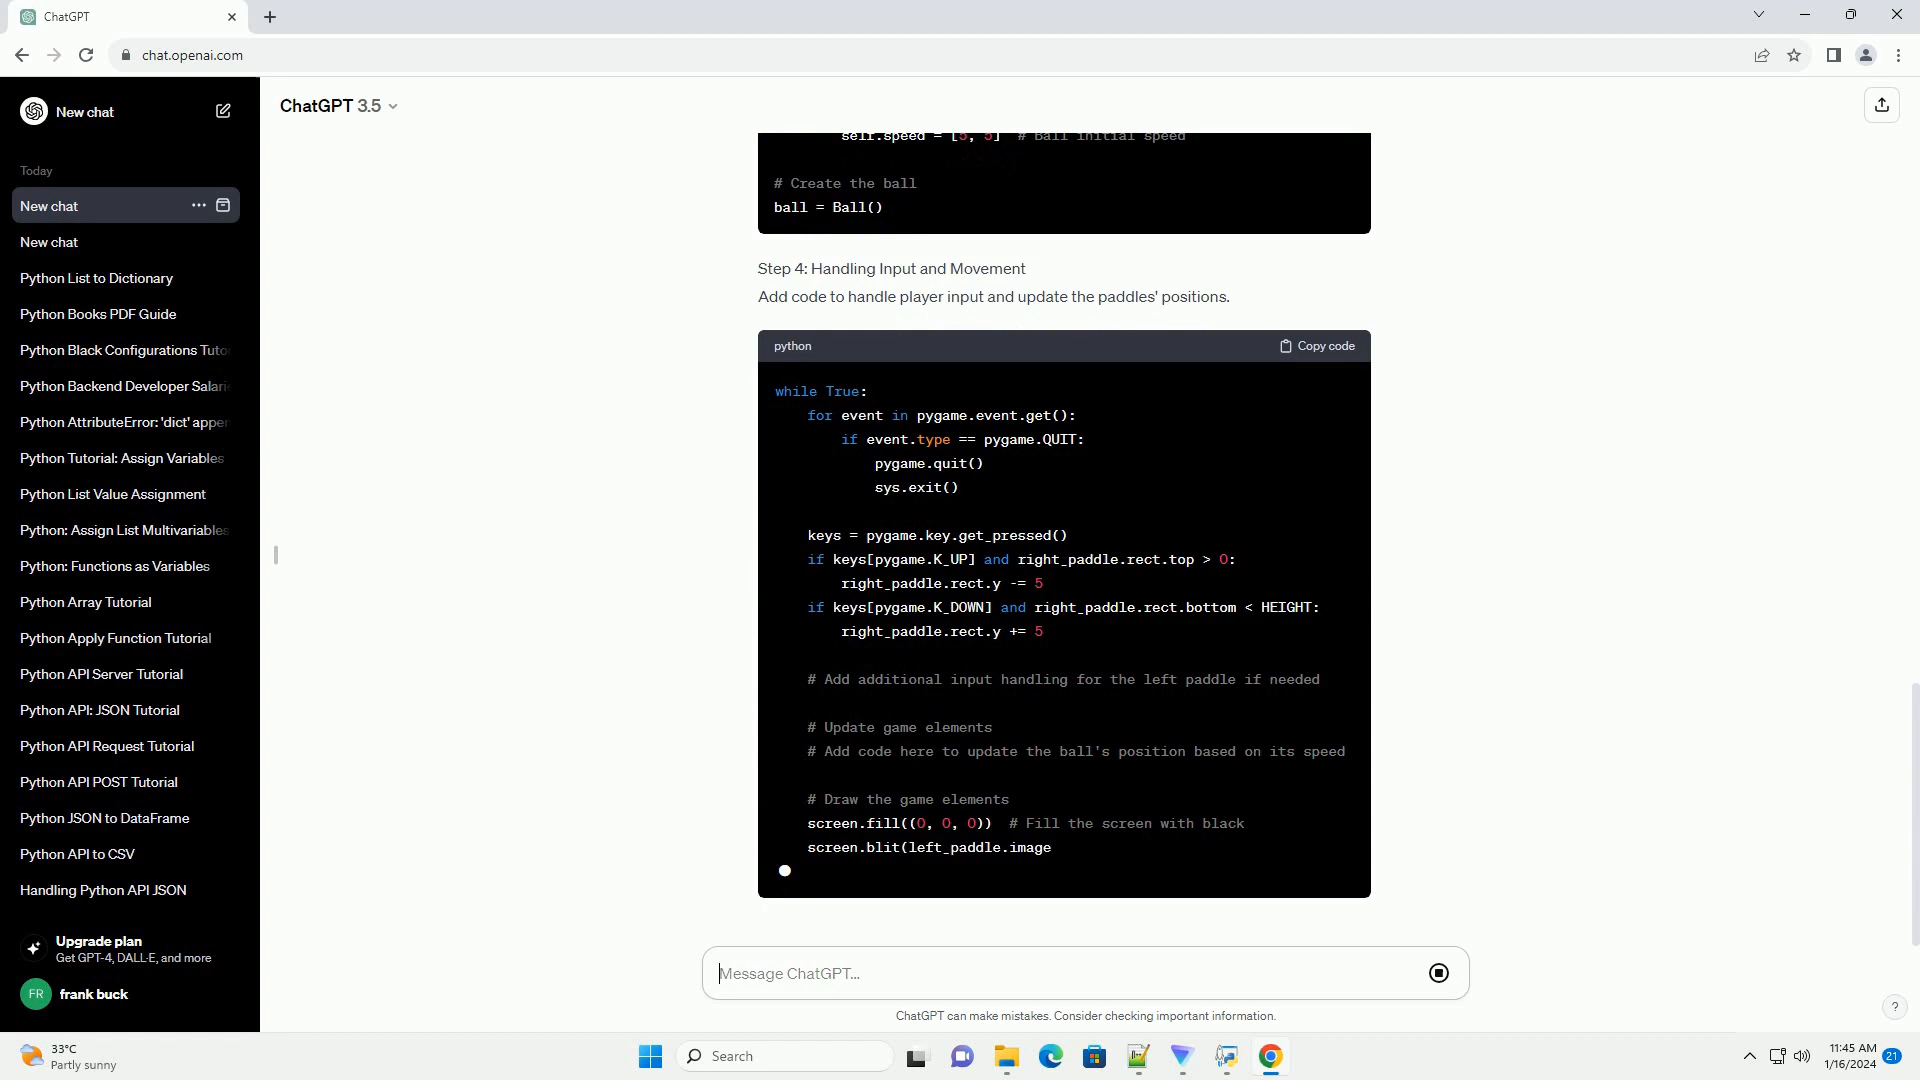 ChatGPT
chat.openai.com
New chat
Today
New chat
New chat
Python List to Dictionary
Python Books PDF Guide
Python Black Configurations Tuto
Python Backend Developer Salari
Python AttributeError: 'dict' appen
Python Tutorial: Assign Variables
Python List Value Assignment
Python: Assign List Multivariables
Python: Functions as Variables
Python Array Tutorial
Python Apply Function Tutorial
Python API Server Tutorial
Python API: JSON Tutorial
Python API Request Tutorial
Python API POST Tutorial
Python JSON to DataFrame
Python API to CSV
Handling Python API JSON
Upgrade plan
Get GPT-4, DALL·E, and more
FR frank buck
ChatGPT 3.5
self.speed = [5, 5]  # Ball initial speed
# Create the ball
ball = Ball()
Step 4: Handling Input and Movement
Add code to handle player input and update the paddles' positions.
python Copy code
while True:
for event in pygame.event.get():
if event.type == pygame.QUIT:
pygame.quit()
sys.exit()
keys = pygame.key.get_pressed()
if keys[pygame.K_UP] and right_paddle.rect.top > 0:
right_paddle.rect.y -= 5
if keys[pygame.K_DOWN] and right_paddle.rect.bottom < HEIGHT:
right_paddle.rect.y += 5
# Add additional input handling for the left paddle if needed
# Update game elements
# Add code here to update the ball's position based on its speed
# Draw the game elements
screen.fill((0, 0, 0))  # Fill the screen with black
screen.blit(left_paddle.image
Message ChatGPT...
ChatGPT can make mistakes. Consider checking important information.
?
33°C
Partly sunny
Search
11:45 AM
1/16/2024
21